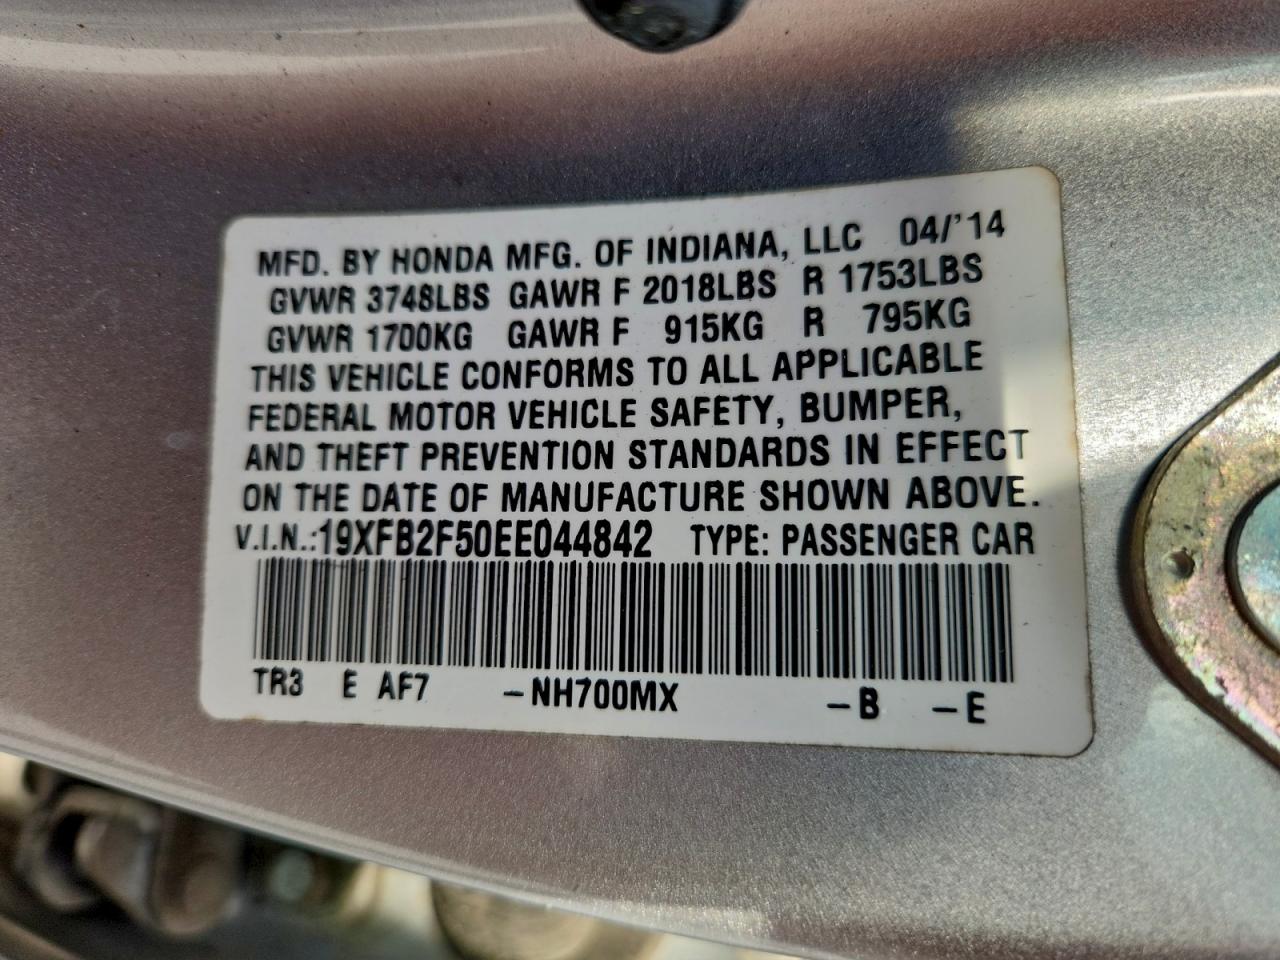 MFD. BY HONDA MFG. OF INDIANA, LLC 04/'14
GVWR 3748LBS GAWR F 2018LBS R 1753LBS
GVWR 1700KG GAWR F 915KG R 795KG
THIS VEHICLE CONFORMS TO ALL APPLICABLE
FEDERAL MOTOR VEHICLE SAFETY, BUMPER,
AND THEFT PREVENTION STANDARDS IN EFFECT
ON THE DATE OF MANUFACTURE SHOWN ABOVE.
V.I.N.:19XFB2F50EE044842 TYPE: PASSENGER CAR
TR3 E AF7 -NH700MX -B -E